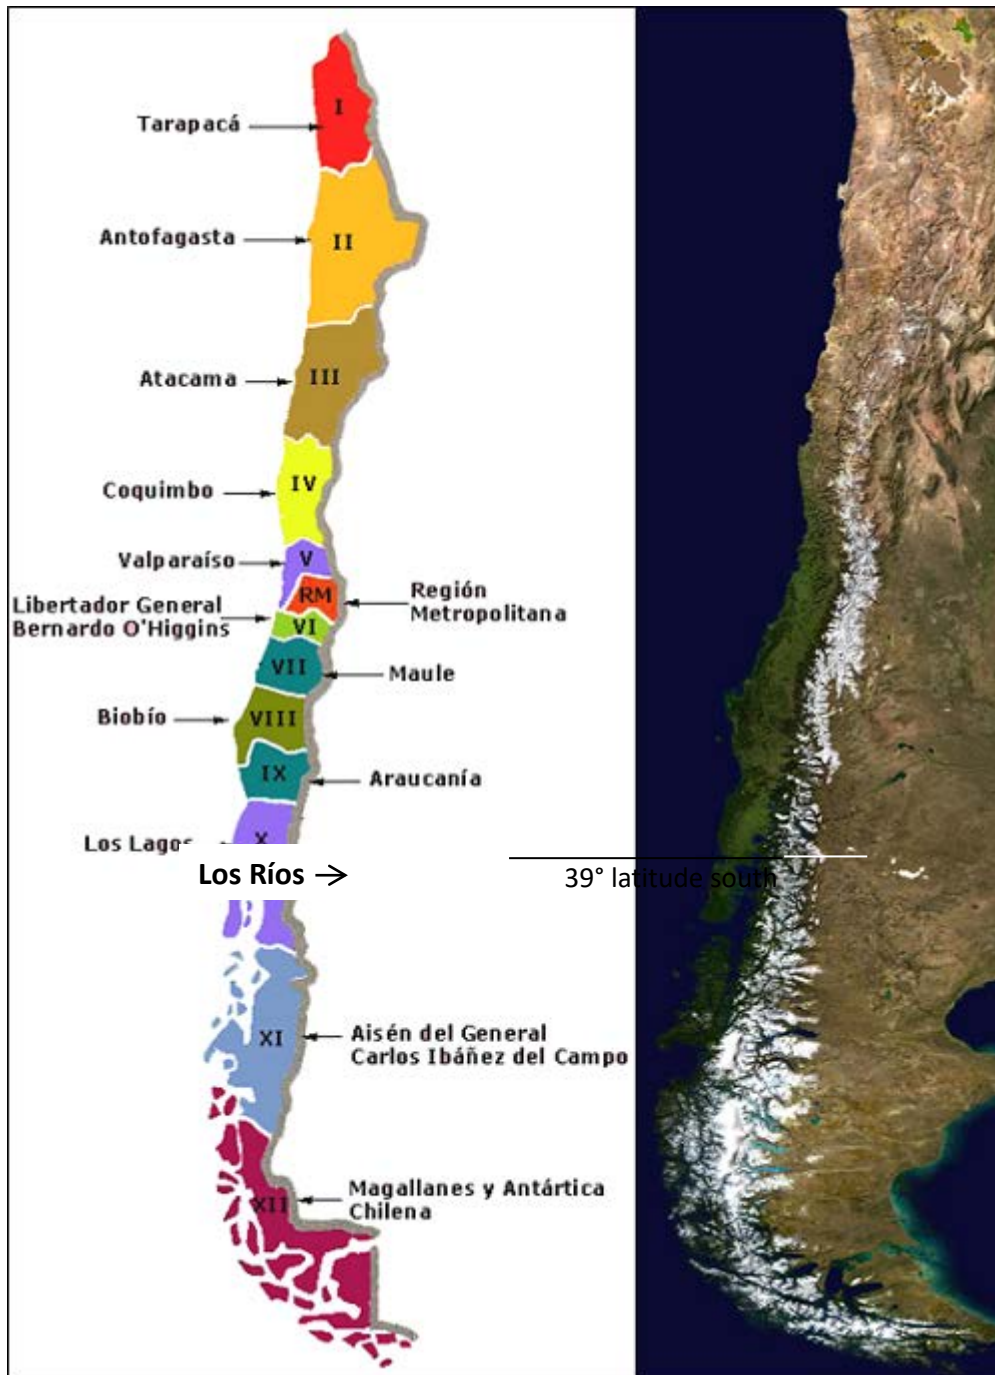 I
Tarapacá
Antofagasta
II
Atacama
III
Coquimbo
IV
Valparaíso
V
RM
Región
Metropolitana
Libertador General
Bernardo O'Higgins
VI
VII
Maule
Biobío
VIII
IX
Araucanía
Los Lagos
X
Los Ríos
39° latitude south
XI
Aisén del General
Carlos Ibáñez del Campo
XII
Magallanes y Antártica
Chilena